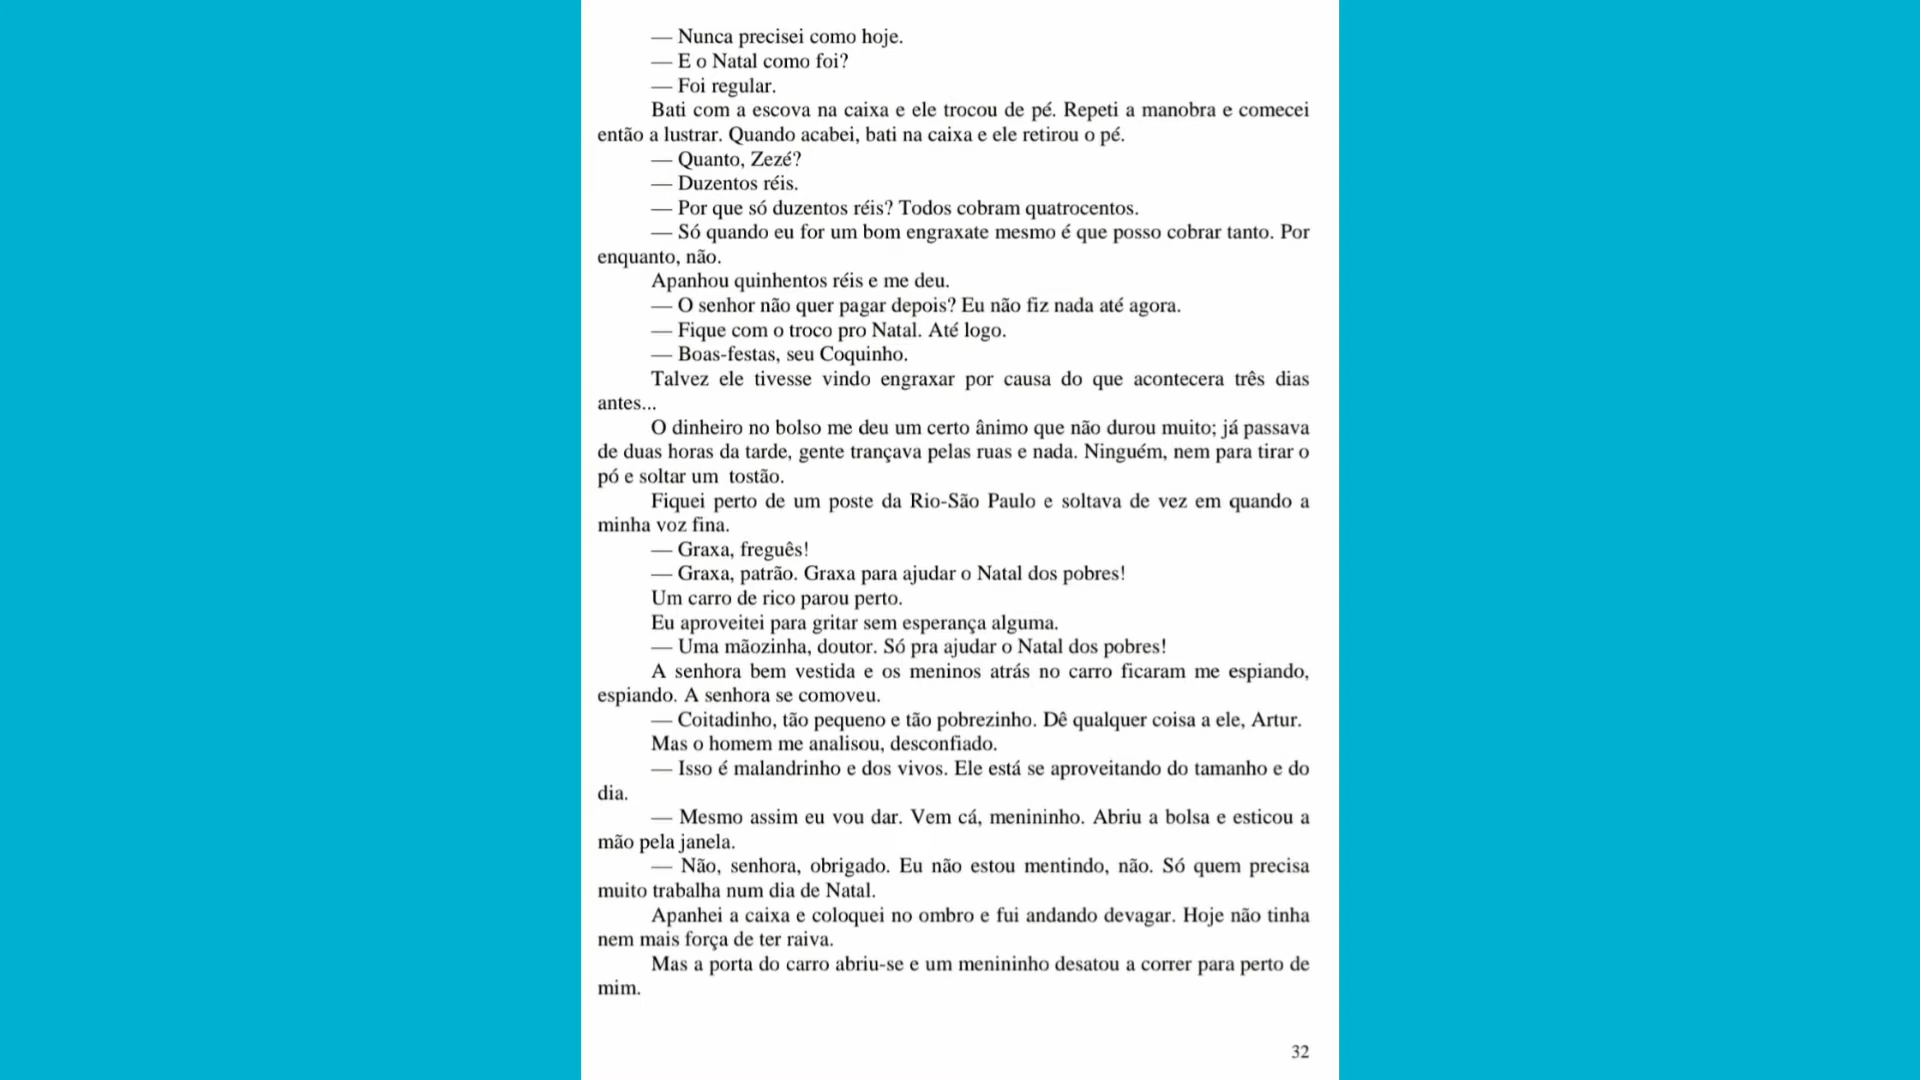 — Nunca precisei como hoje.
— E o Natal como foi?
— Foi regular.
Bati com a escova na caixa e ele trocou de pé. Repeti a manobra e comecei
então a lustrar. Quando acabei, bati na caixa e ele retirou o pé.
— Quanto, Zezé?
— Duzentos réis.
— Por que só duzentos réis? Todos cobram quatrocentos.
— Só quando eu for um bom engraxate mesmo é que posso cobrar tanto. Por
enquanto, não.
Apanhou quinhentos réis e me deu.
— O senhor não quer pagar depois? Eu não fiz nada até agora.
— Fique com o troco pro Natal. Até logo.
— Boas-festas, seu Coquinho.
Talvez ele tivesse vindo engraxar por causa do que acontecera três dias
antes...
O dinheiro no bolso me deu um certo ânimo que não durou muito; já passava
de duas horas da tarde, gente trançava pelas ruas e nada. Ninguém, nem para tirar o
pó e soltar um tostão.
Fiquei perto de um poste da Rio-São Paulo e soltava de vez em quando a
minha voz fina.
— Graxa, freguês!
— Graxa, patrão. Graxa para ajudar o Natal dos pobres!
Um carro de rico parou perto.
Eu aproveitei para gritar sem esperança alguma.
— Uma mãozinha, doutor. Só pra ajudar o Natal dos pobres!
A senhora bem vestida e os meninos atrás no carro ficaram me espiando,
espiando. A senhora se comoveu.
— Coitadinho, tão pequeno e tão pobrezinho. Dê qualquer coisa a ele, Artur.
Mas o homem me analisou, desconfiado.
— Isso é malandrinho e dos vivos. Ele está se aproveitando do tamanho e do
dia.
— Mesmo assim eu vou dar. Vem cá, menininho. Abriu a bolsa e esticou a
mão pela janela.
— Não, senhora, obrigado. Eu não estou mentindo, não. Só quem precisa
muito trabalha num dia de Natal.
Apanhei a caixa e coloquei no ombro e fui andando devagar. Hoje não tinha
nem mais força de ter raiva.
Mas a porta do carro abriu-se e um menininho desatou a correr para perto de
mim.
32